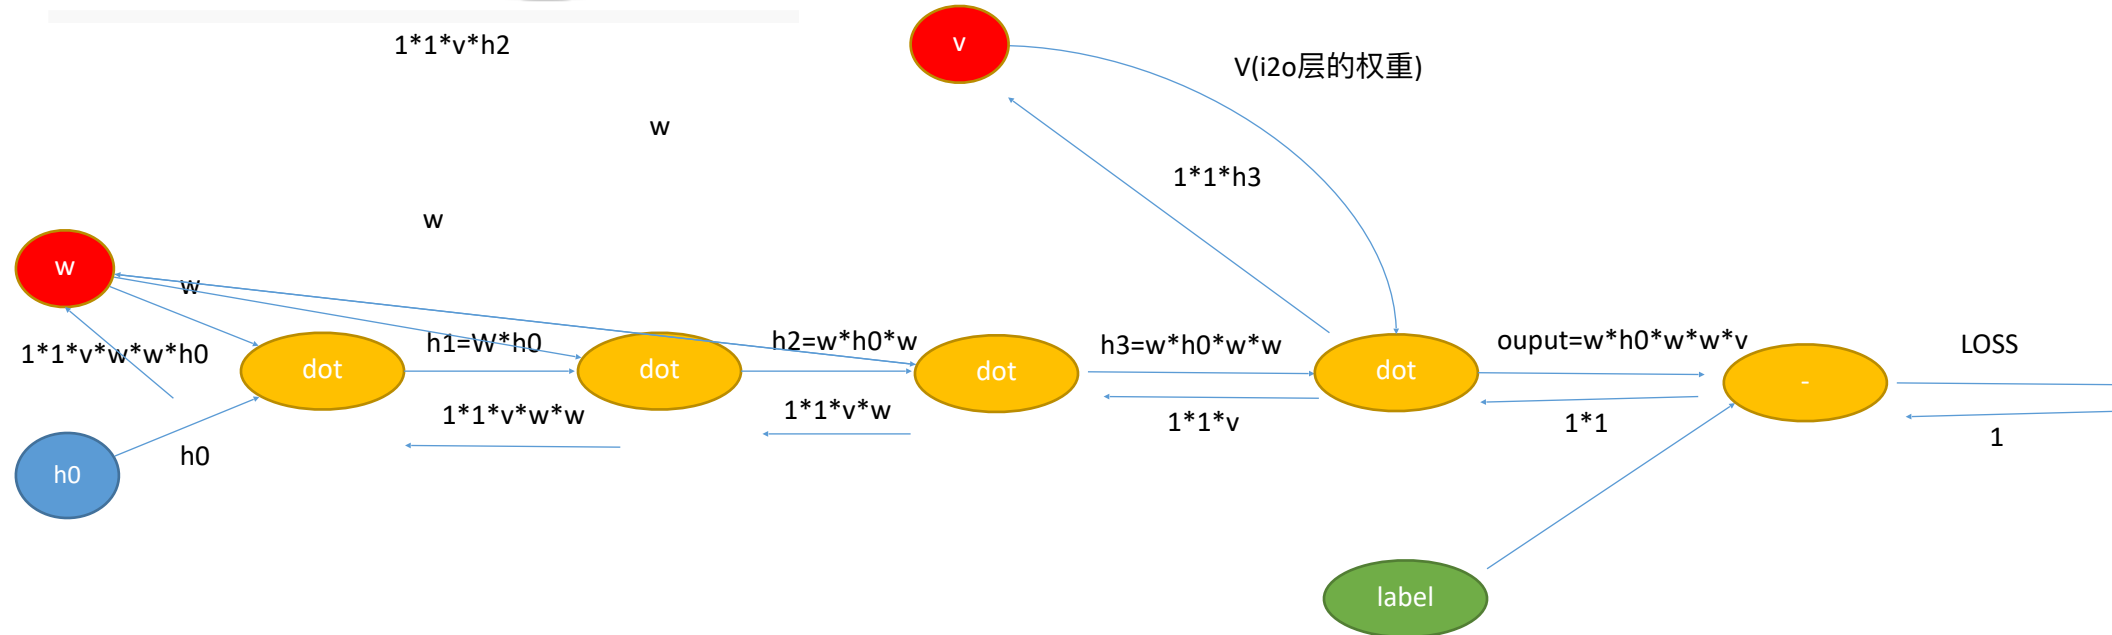 1*1*v*h2
v
V(i2o层的权重)
w
1*1*h3
w
w
w
1*1*v*w*w*h0
dot
h1=W*h0
dot
h2=w*h0*w
dot
h3=w*h0*w*w
dot
ouput=w*h0*w*w*v
-
LOSS
1*1*v*w*w
1*1*v*w
1*1*v
1*1
1
h0
h0
label